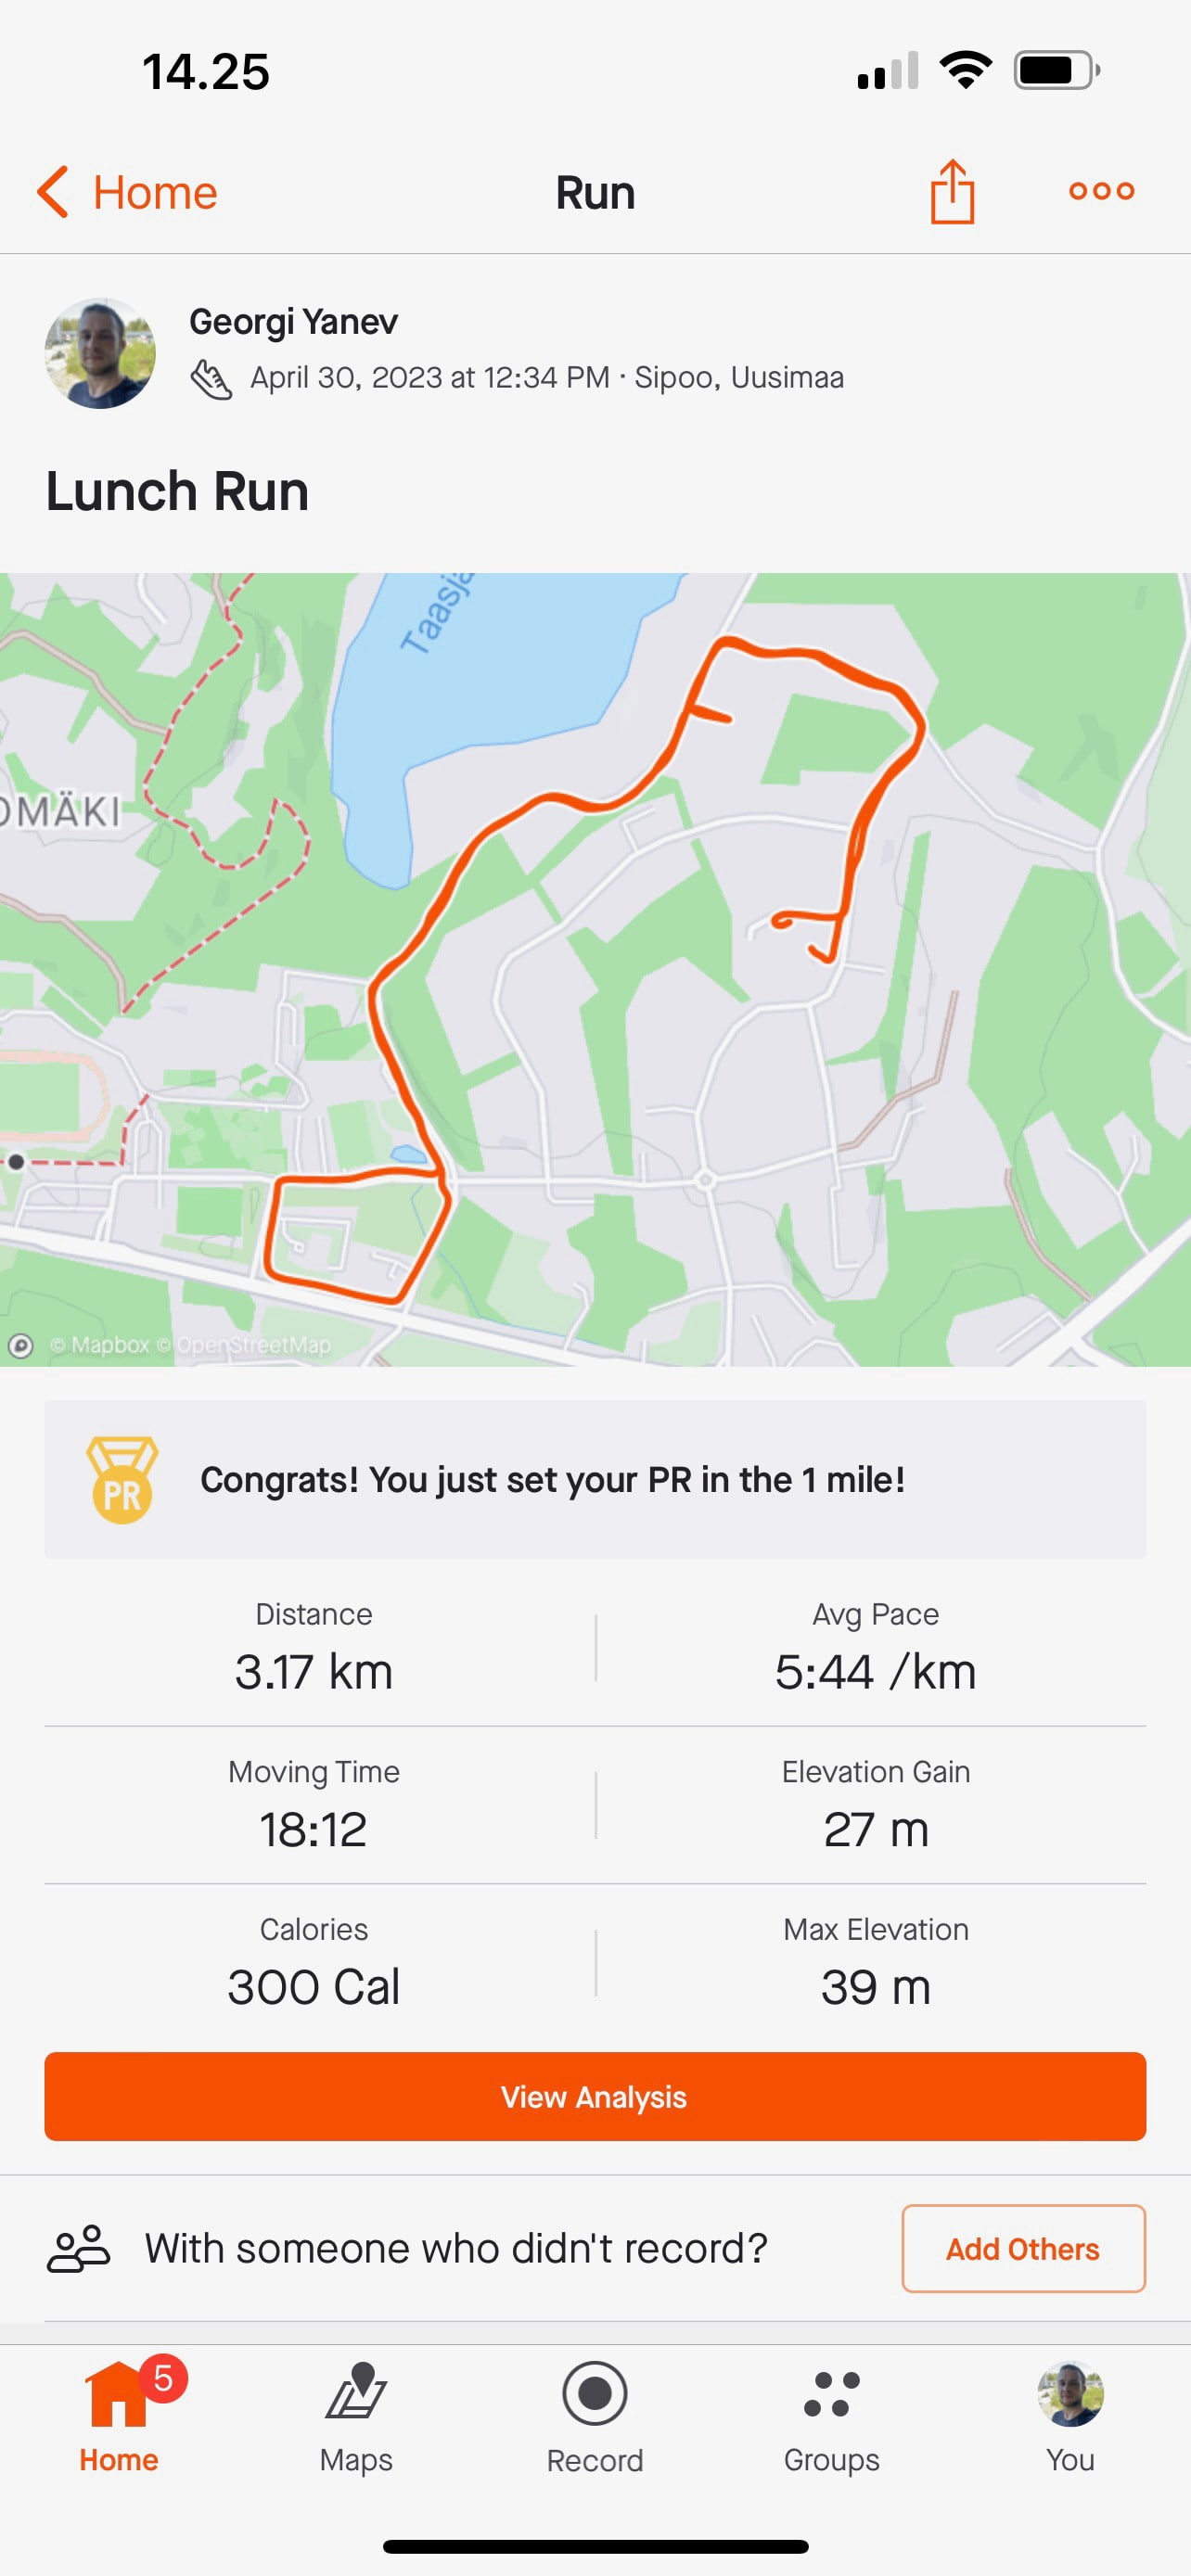 14.25
Home
Run
Georgi Yanev
April 30, 2023 at 12:34 PM · Sipoo, Uusimaa
Lunch Run
Taasjä
OMÄKI
© Mapbox © OpenStreetMap
PR
Congrats! You just set your PR in the 1 mile!
Distance
Avg Pace
3.17 km
5:44 /km
Moving Time
Elevation Gain
18:12
27 m
Calories
Max Elevation
300 Cal
39 m
View Analysis
With someone who didn't record?
Add Others
5
Home
Maps
Record
Groups
You